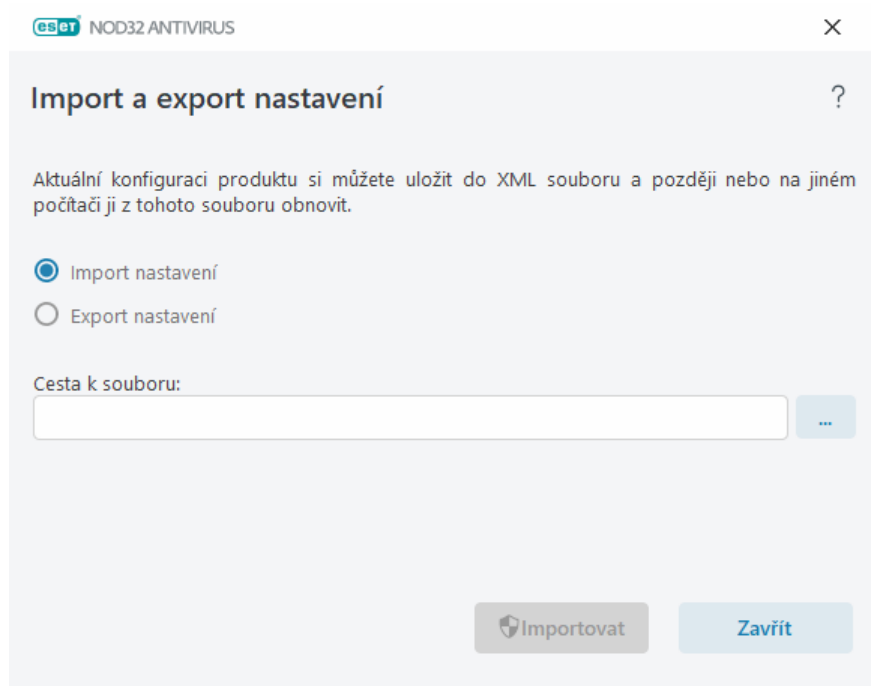 eset NOD32 ANTIVIRUS
Import a export nastavení
?
Aktuální konfiguraci produktu si můžete uložit do XML souboru a později nebo na jiném
počítači ji z tohoto souboru obnovit.
Import nastavení
Export nastavení
Cesta k souboru:
...
Importovat
Zavřít